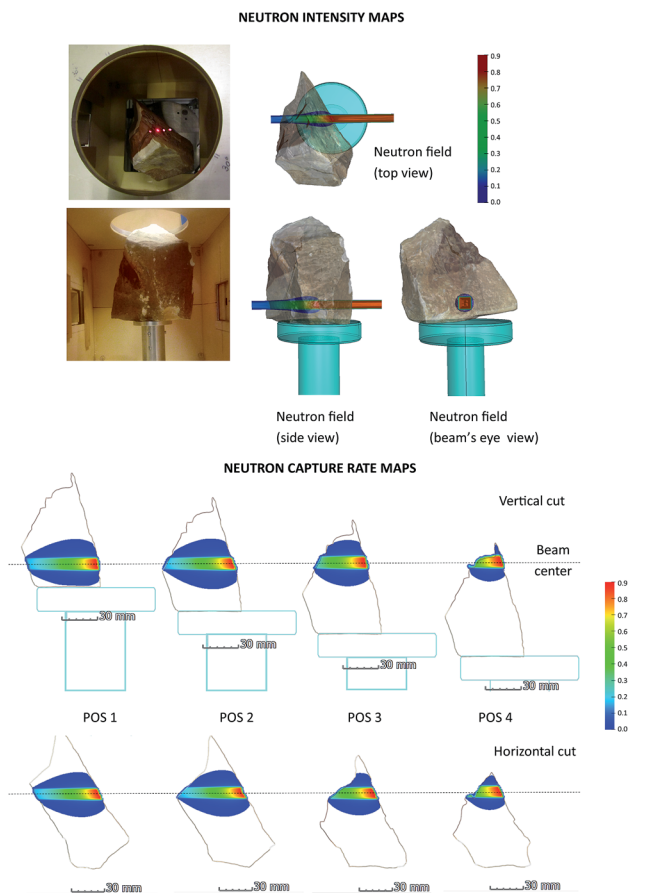 NEUTRON INTENSITY MAPS
0.9
0.8
0.7
0.6
0.5
0.4
0.3
0.2
0.1
0.0
Neutron field
(top view)
Neutron field
(side view)
Neutron field
(beam's eye view)
NEUTRON CAPTURE RATE MAPS
Vertical cut
Beam
center
0.9
0.8
0.7
0.6
0.5
0.4
0.3
0.2
0.1
0.0
30 mm
30 mm
30 mm
30 mm
POS 1
POS 2
POS 3
POS 4
Horizontal cut
30 mm
30 mm
30 mm
30 mm